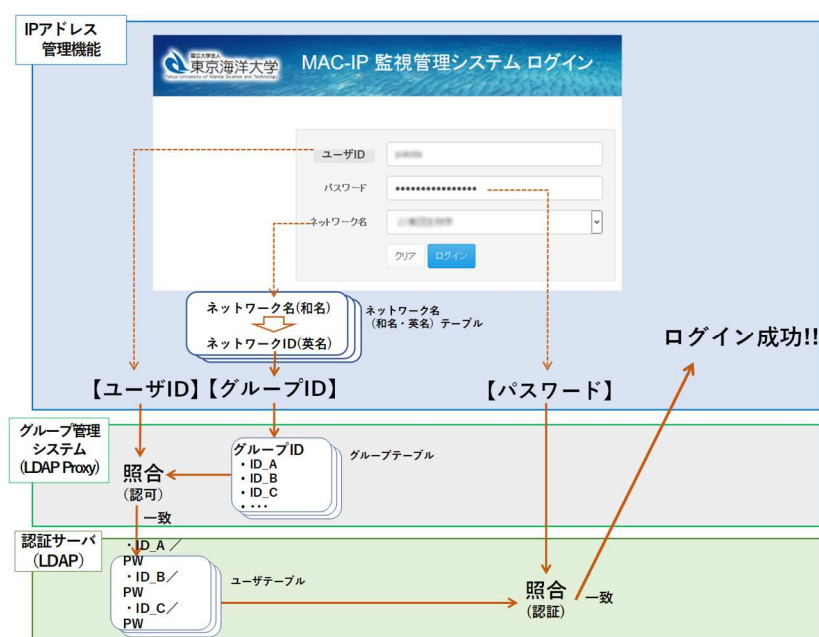 IPアドレス
管理機能
国立大学法人
東京海洋大学
Tokyo University of Marine Science and Technology
MAC-IP 監視管理システム ログイン
ユーザID
パスワード
ネットワーク名
クリア
ログイン
ネットワーク名(和名)
ネットワークID(英名)
ネットワーク名
（和名・英名）テーブル
ログイン成功!!
【ユーザID】【グループID】
【パスワード】
グループ管理
システム
(LDAP Proxy)
照合
(認可)
グループID
・ID_A
・ID_B
・ID_C
・・・・
グループテーブル
一致
認証サーバ
（LDAP）
・ID_A／
PW
・ID_B／
PW
・ID_C／
PW
ユーザテーブル
照合
(認証)
一致